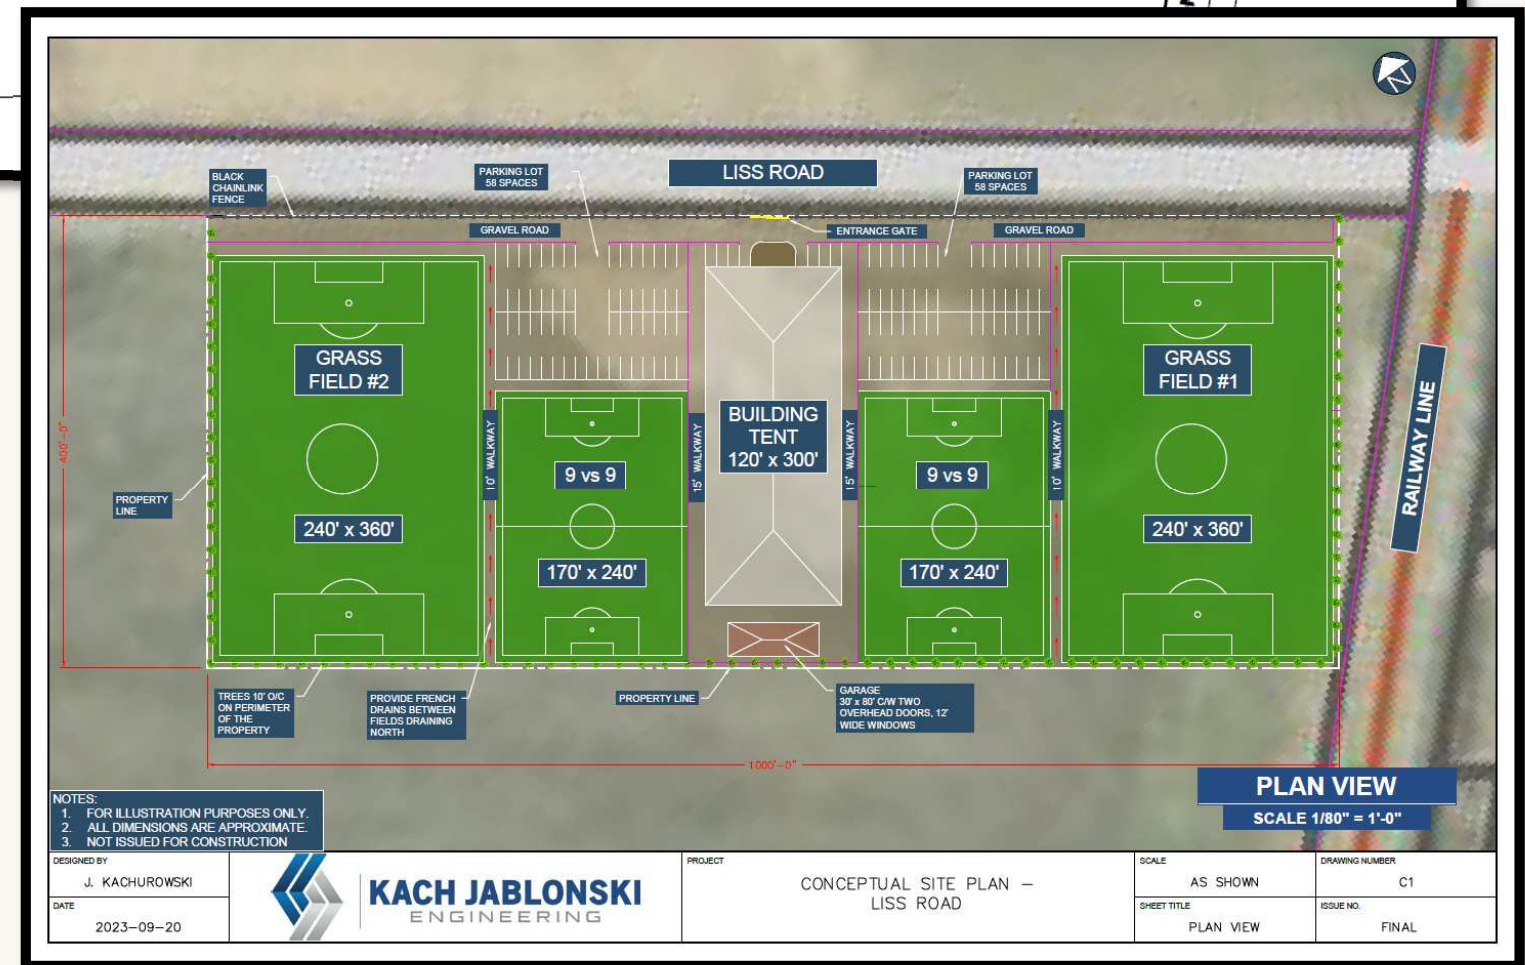 LISS ROAD
BLACK
CHAINLINK
FENCE
PARKING LOT
58 SPACES
PARKING LOT
58 SPACES
GRAVEL ROAD
ENTRANCE GATE
GRAVEL ROAD
GRASS
FIELD #2
240' x 360'
10' WALKWAY
9 vs 9
170' x 240'
15' WALKWAY
BUILDING
TENT
120' x 300'
15' WALKWAY
9 vs 9
170' x 240'
10' WALKWAY
GRASS
FIELD #1
240' x 360'
RAILWAY LINE
N
400'-0"
PROPERTY
LINE
TREES 10' O/C
ON PERIMETER
OF THE
PROPERTY
PROVIDE FRENCH
DRAINS BETWEEN
FIELDS DRAINING
NORTH
PROPERTY LINE
GARAGE
30' x 80' C/W TWO
OVERHEAD DOORS, 12'
WIDE WINDOWS
1000'-0"
PLAN VIEW
SCALE 1/80" = 1'-0"
NOTES:
1. FOR ILLUSTRATION PURPOSES ONLY.
2. ALL DIMENSIONS ARE APPROXIMATE.
3. NOT ISSUED FOR CONSTRUCTION
DESIGNED BY
J. KACHUROWSKI
DATE
2023-09-20
KACH JABLONSKI
ENGINEERING
PROJECT
CONCEPTUAL SITE PLAN –
LISS ROAD
SCALE
AS SHOWN
SHEET TITLE
PLAN VIEW
DRAWING NUMBER
C1
ISSUE NO.
FINAL